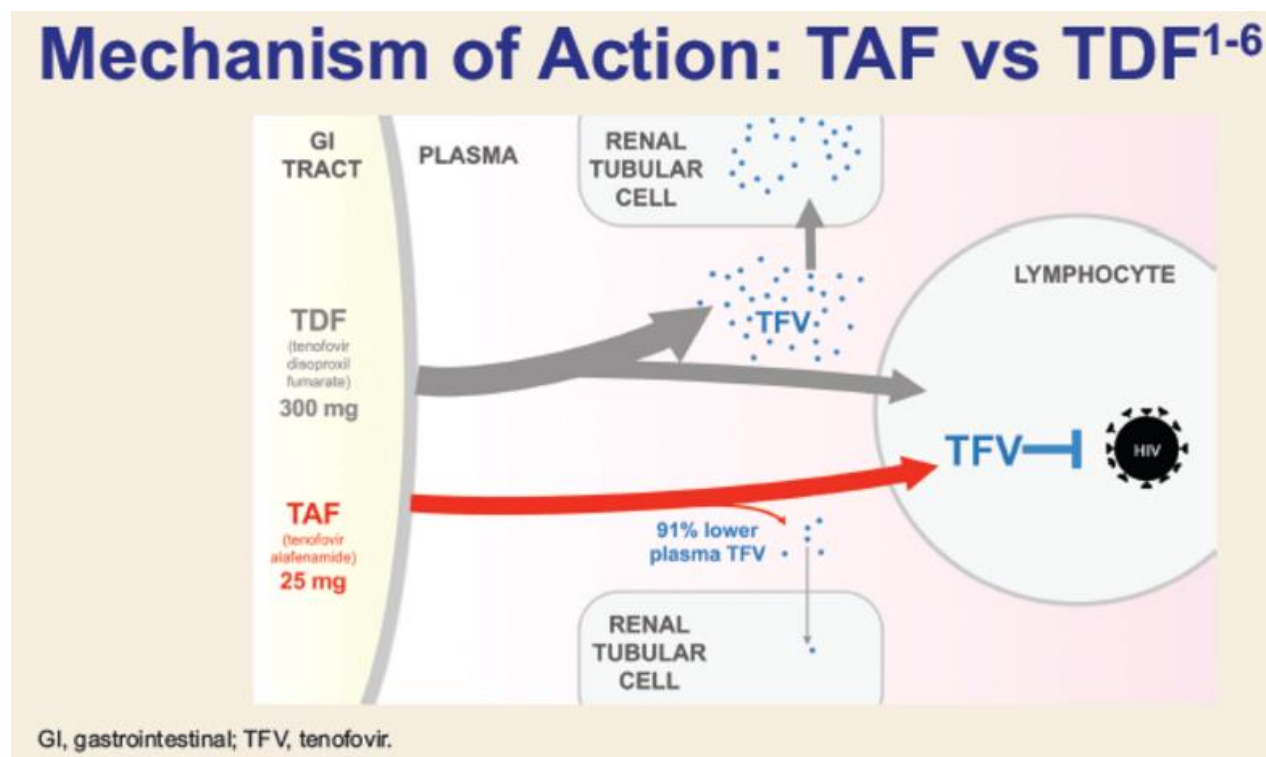 Mechanism of Action: TAF vs TDF1-6
GI
TRACT
PLASMA
RENAL
TUBULAR
CELL
LYMPHOCYTE
TDF
(tenofovir
disoproxil
fumarate)
300 mg
TFV
TFV
HIV
TAF
(tenofovir
alafenamide)
25 mg
91% lower
plasma TFV
RENAL
TUBULAR
CELL
GI, gastrointestinal; TFV, tenofovir.